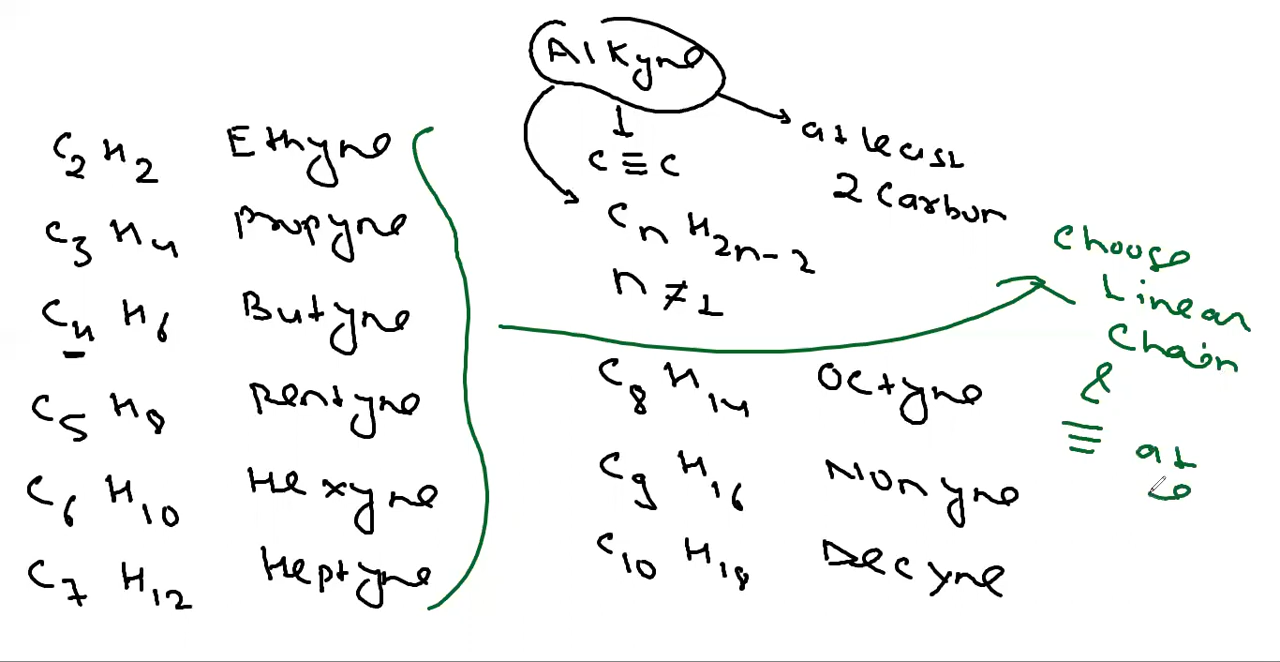 Alkyne
C≡C
CnH2n-2
n≠1
at least
2 Carbon
C2H2 Ethyne
C3H4 Propyne
C4H6 Butyne
C5H8 Pentyne
C6H10 Hexyne
C7H12 Heptyne
C8H14 Octyne
C9H16 Nonyne
C10H18 Decyne
Choose
Linear
Chain
&
≡ at